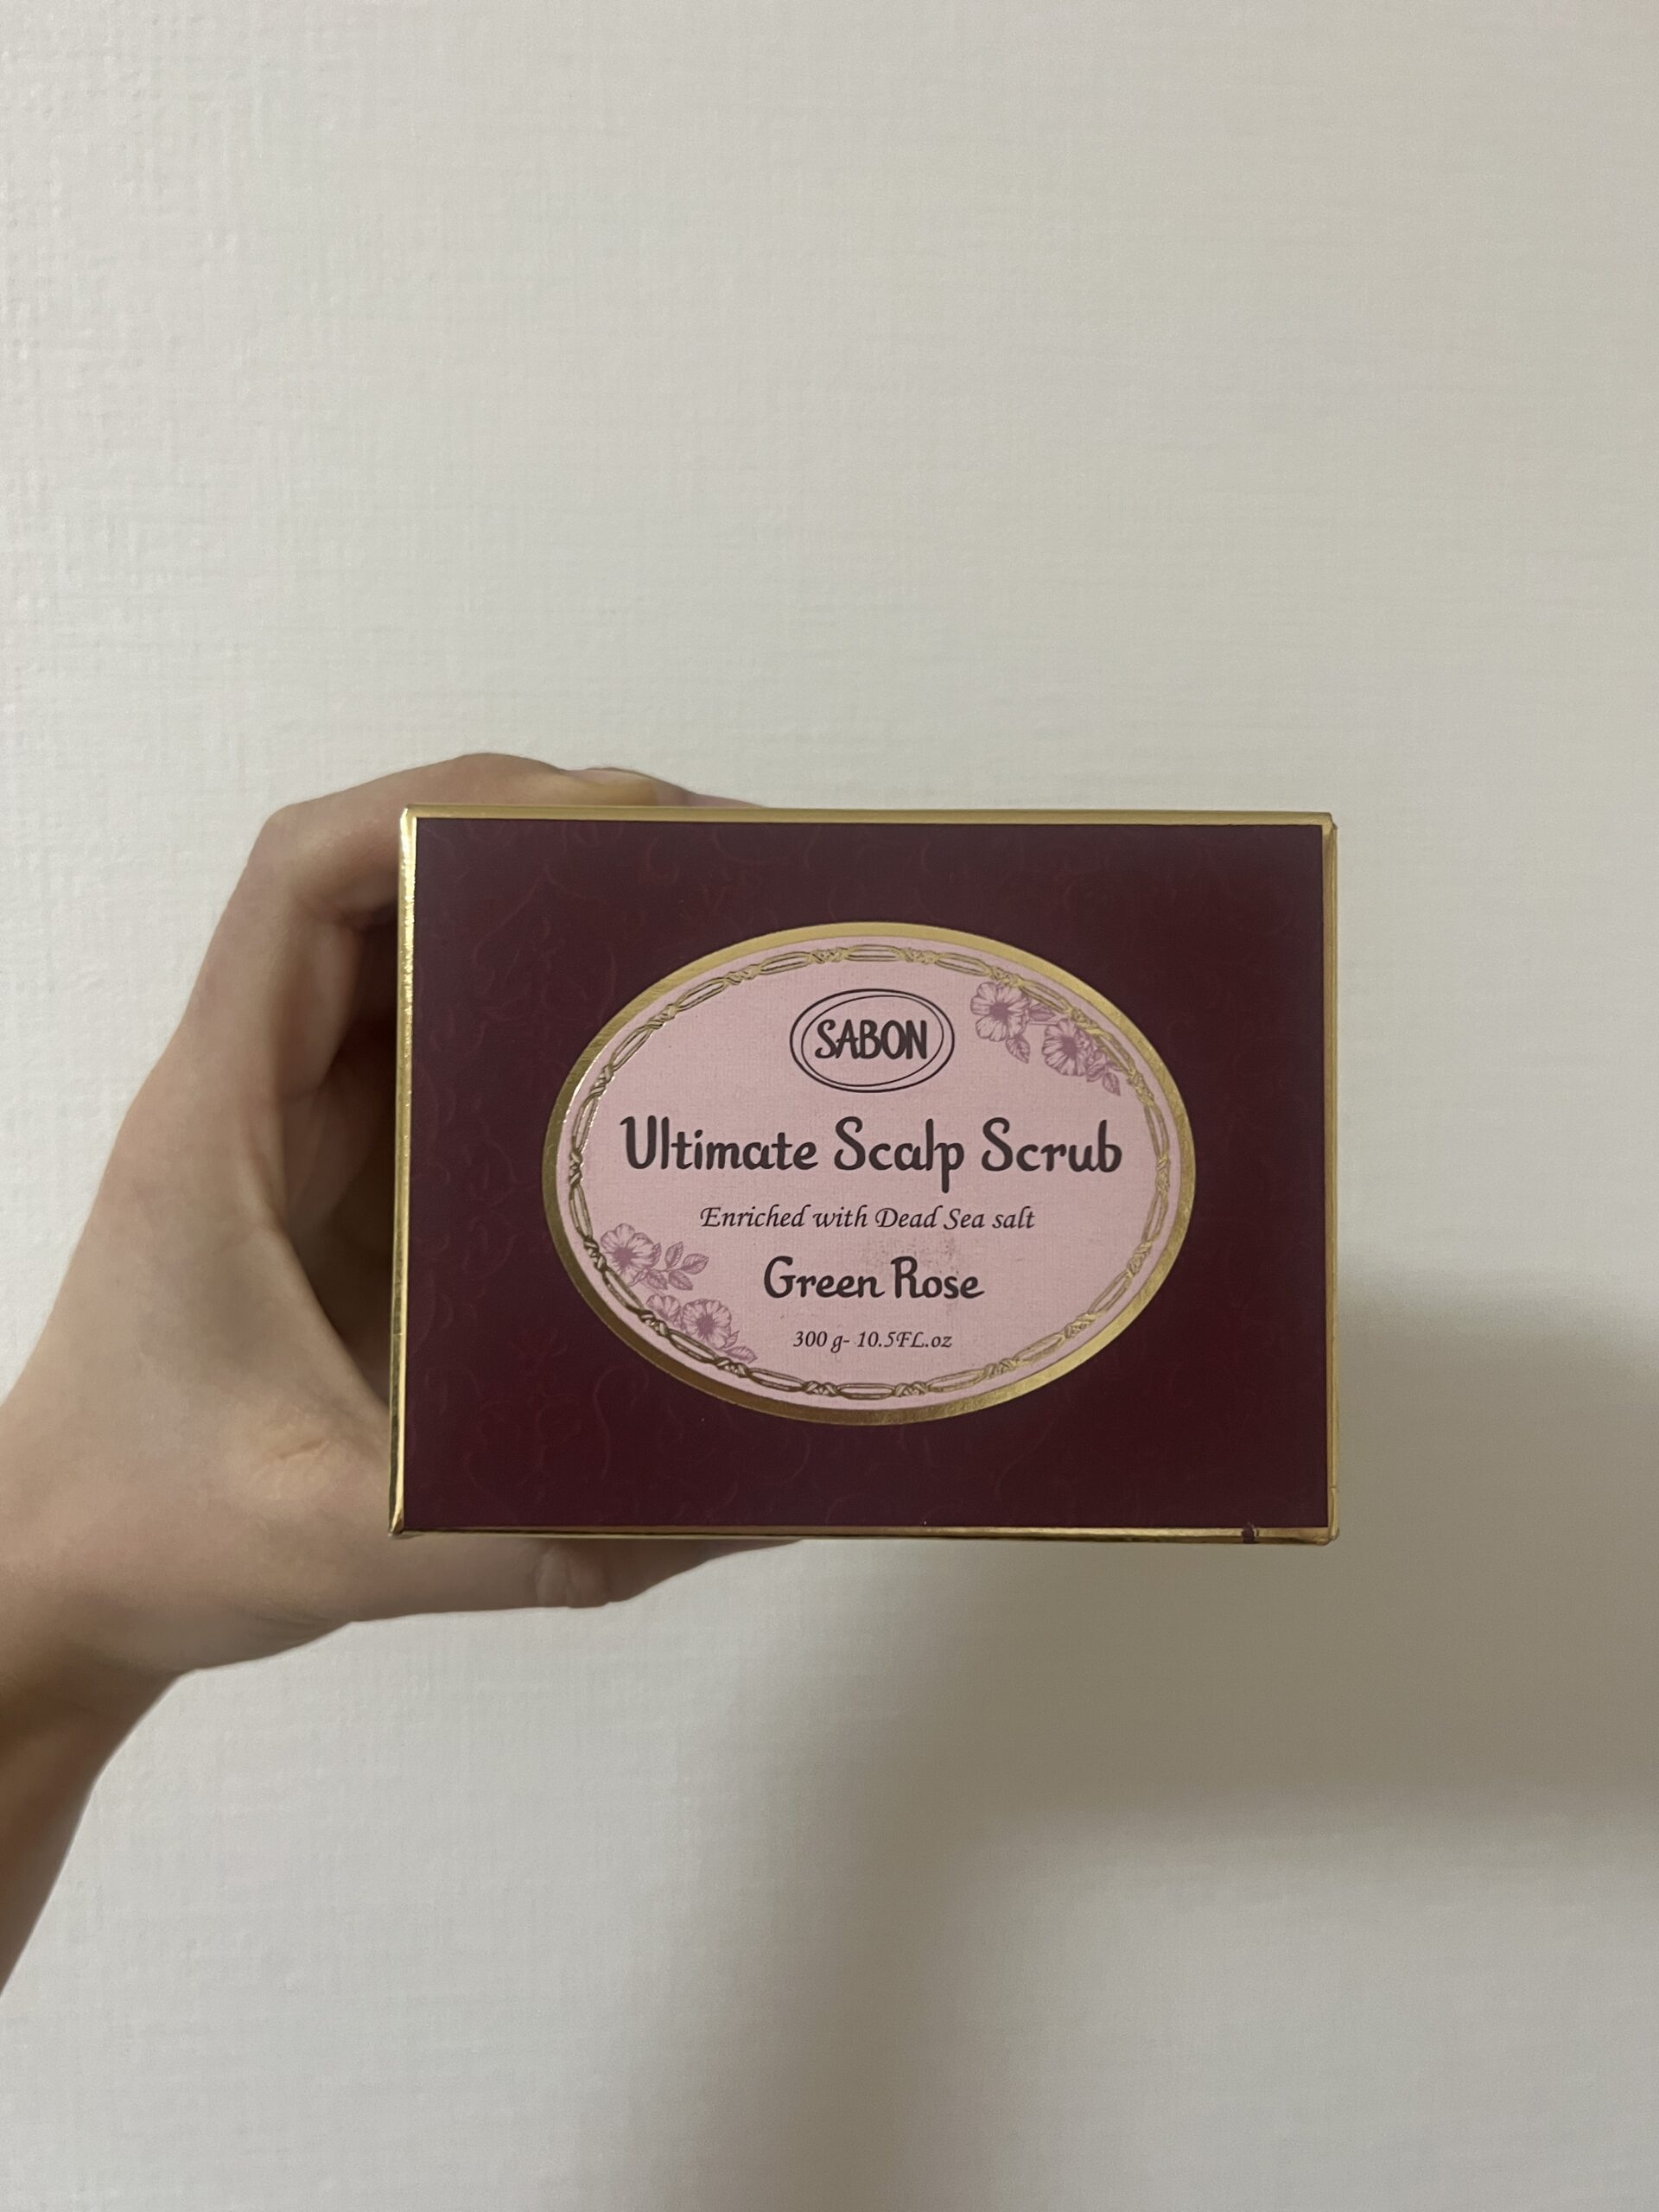 SABON
Ultimate Scalp Scrub
Enriched with Dead Sea salt
Green Rose
300 g- 10.5FL.oz